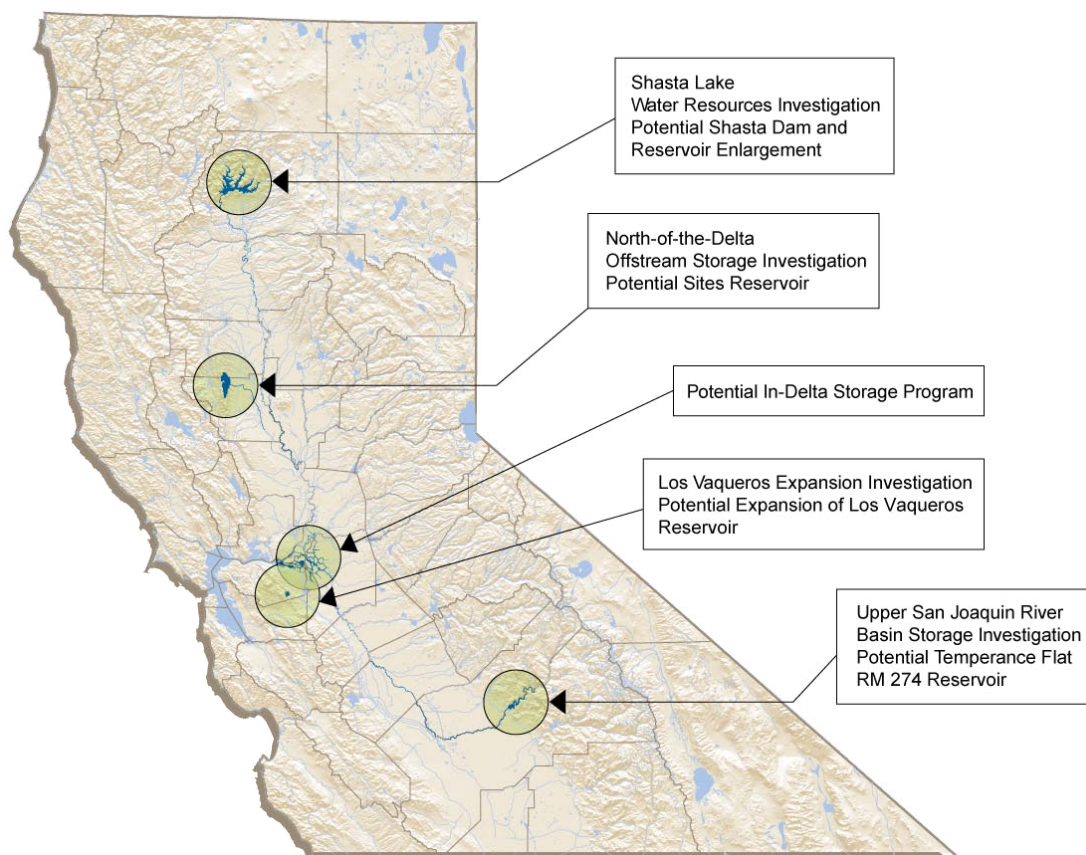 Shasta Lake
Water Resources Investigation
Potential Shasta Dam and
Reservoir Enlargement
North-of-the-Delta
Offstream Storage Investigation
Potential Sites Reservoir
Potential In-Delta Storage Program
Los Vaqueros Expansion Investigation
Potential Expansion of Los Vaqueros
Reservoir
Upper San Joaquin River
Basin Storage Investigation
Potential Temperance Flat
RM 274 Reservoir